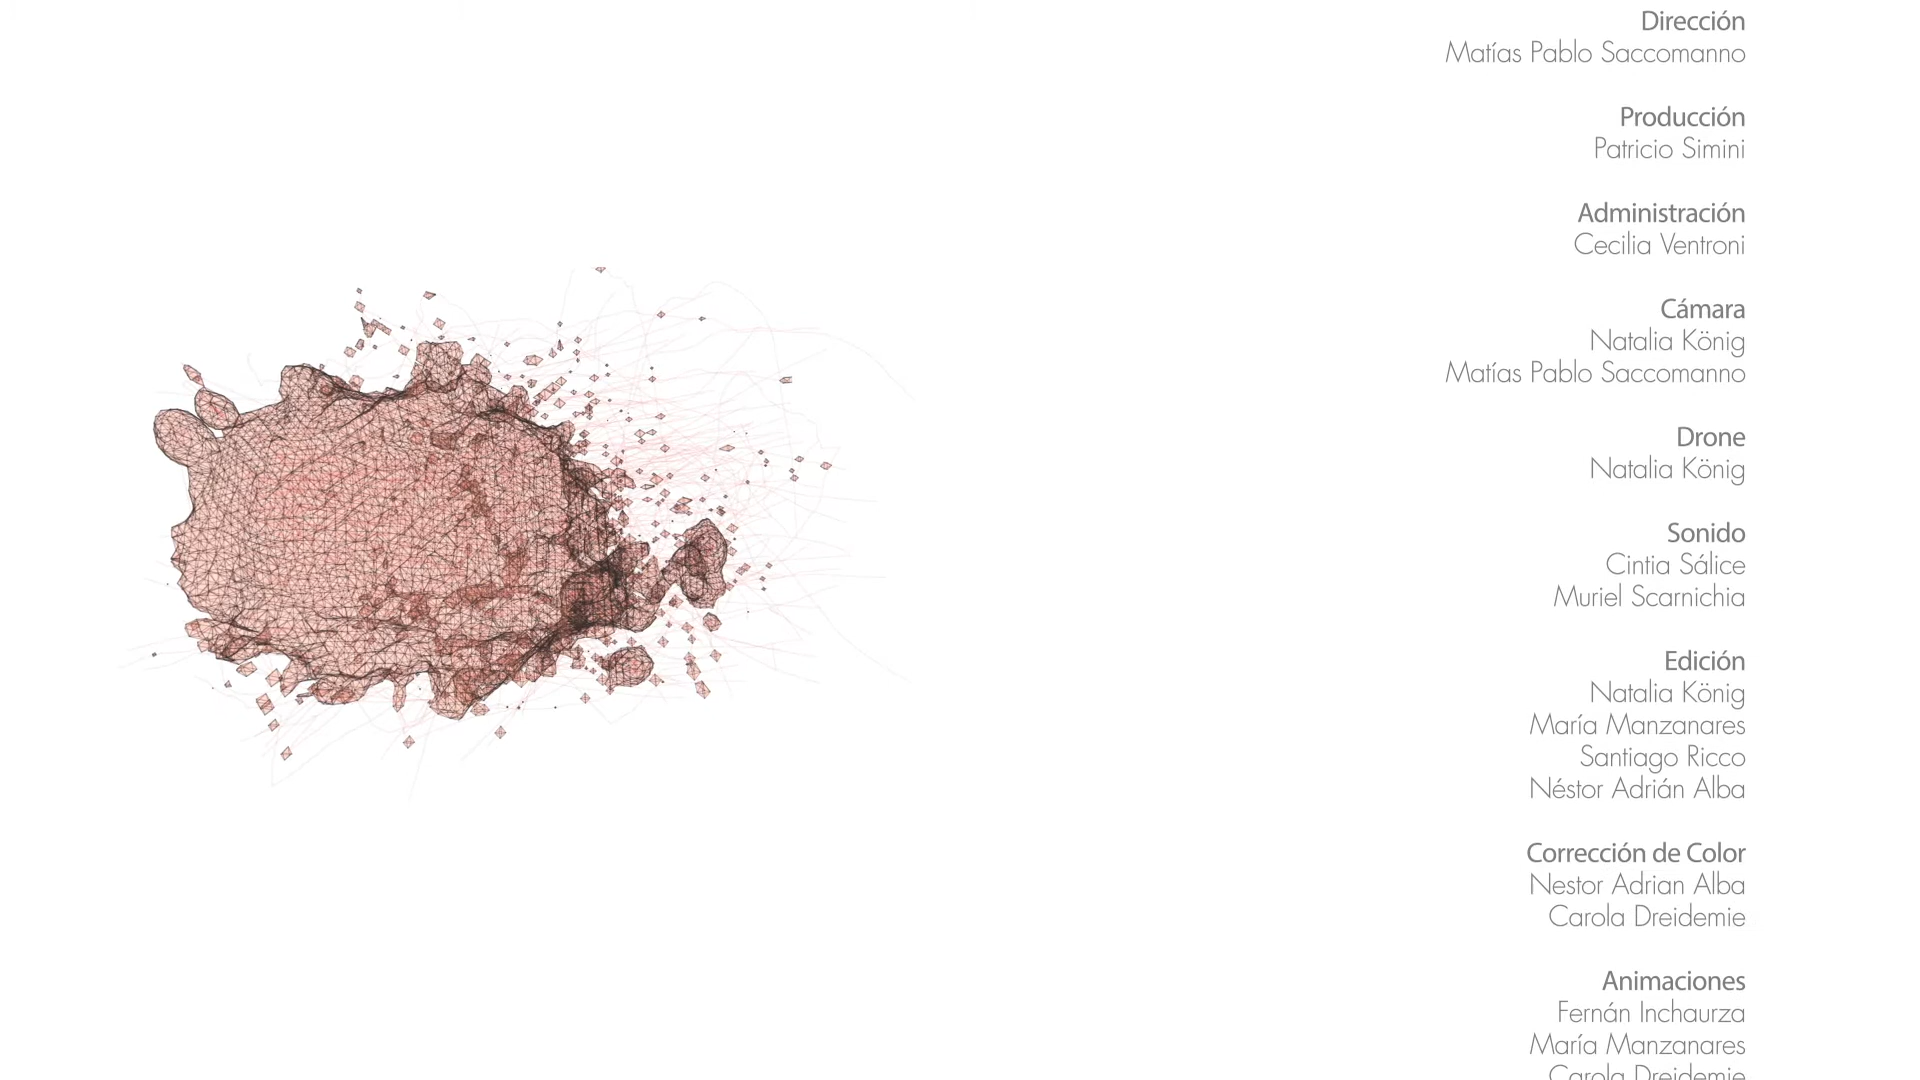 Dirección
Matías Pablo Saccomanno
Producción
Patricio Simini
Administración
Cecilia Ventroni
Cámara
Natalia König
Matías Pablo Saccomanno
Drone
Natalia König
Sonido
Cintia Sálice
Muriel Scarnichia
Edición
Natalia König
María Manzanares
Santiago Ricco
Néstor Adrián Alba
Corrección de Color
Nestor Adrian Alba
Carola Dreidemie
Animaciones
Fernán Inchaurza
María Manzanares
Carola Dreidemie